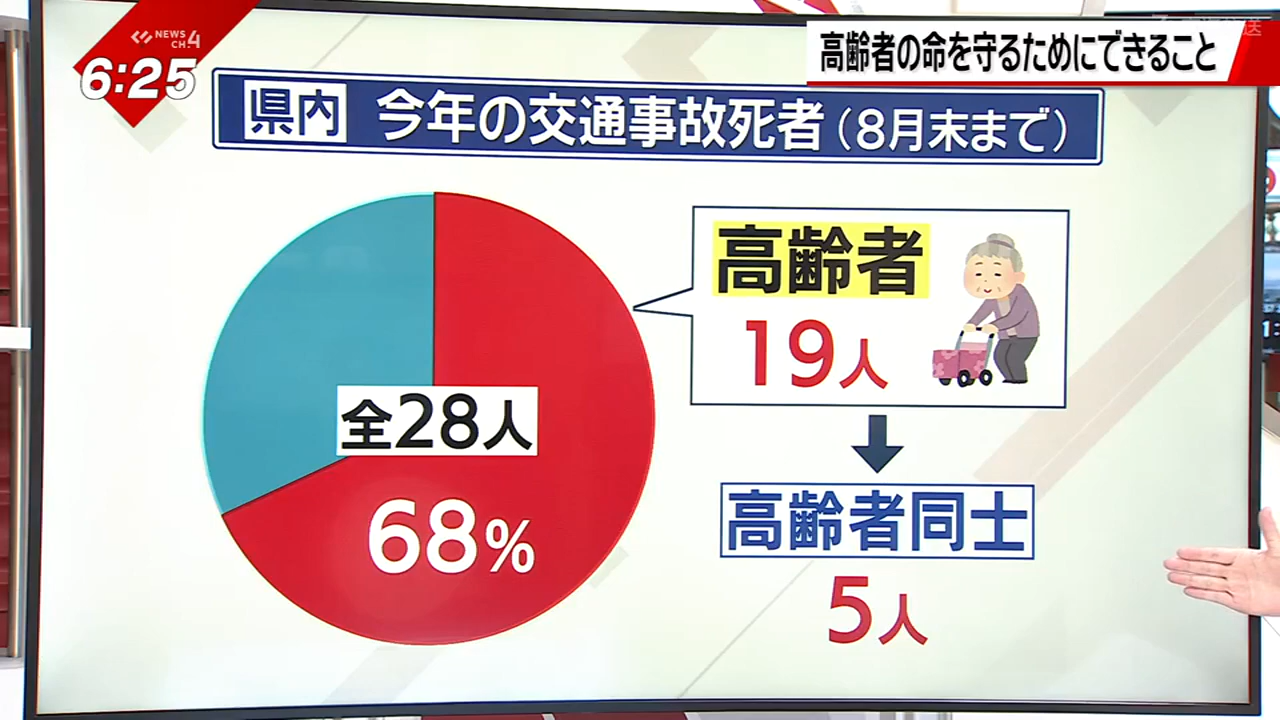 NEWS
CH.4
6:25
高齢者の命を守るためにできること
県内 今年の交通事故死者(8月末まで)
高齢者
19人
全28人
68%
高齢者同士
5人